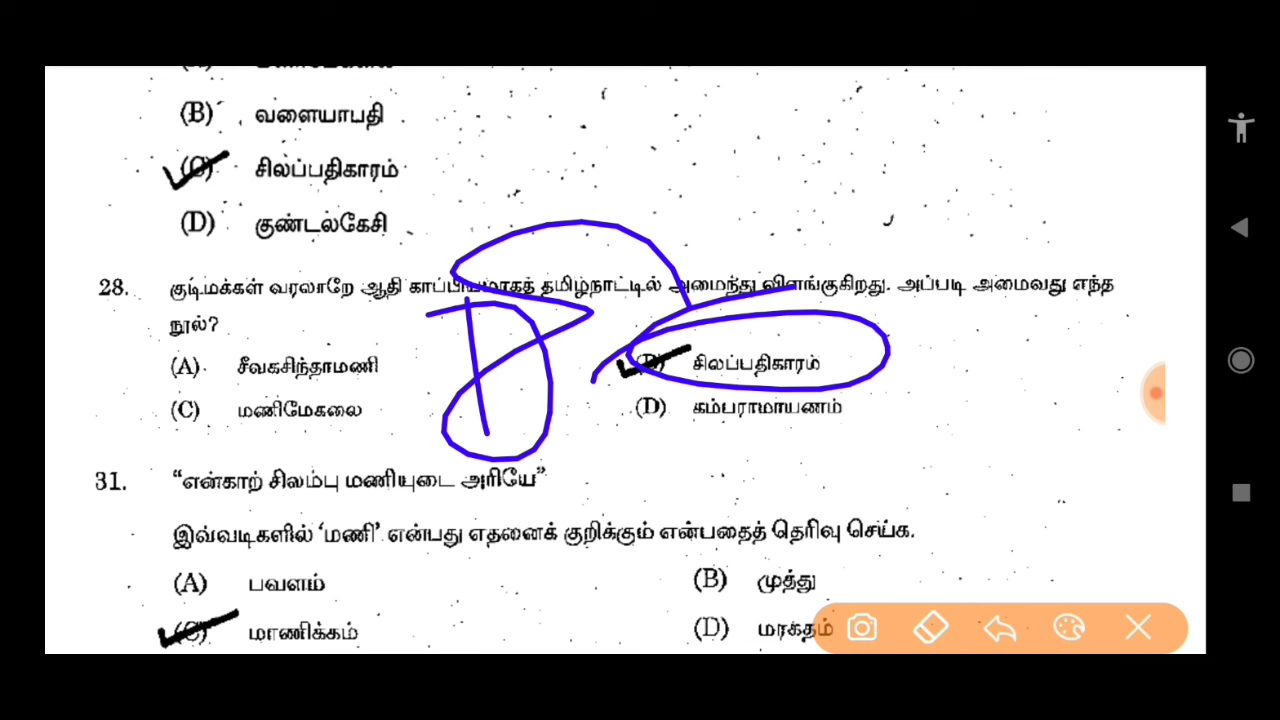 (B) வளையாபதி
(C) சிலப்பதிகாரம்
(D) குண்டல்கேசி
28. குடிமக்கள் வரலாறே ஆதி காப்பியமாகத் தமிழ்நாட்டில் அமைந்து விளங்குகிறது. அப்படி அமைவது எந்த
நூல்?
(A) சீவகசிந்தாமணி (B) சிலப்பதிகாரம்
(C) மணிமேகலை (D) கம்பராமாயணம்
31. “என்காற் சிலம்பு மணியுடை அரியே”
இவ்வடிகளில் ‘மணி’ என்பது எதனைக் குறிக்கும் என்பதைத் தெரிவு செய்க.
(A) பவளம் (B) முத்து
(C) மாணிக்கம் (D) மரகதம்